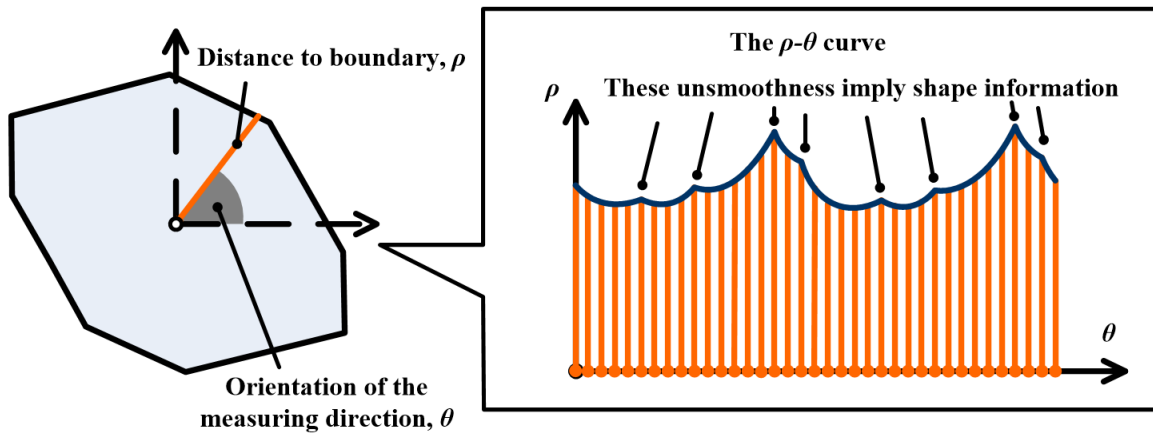 Distance to boundary, ρ
Orientation of the
measuring direction, θ
The ρ-θ curve
These unsmoothness imply shape information
ρ
θ